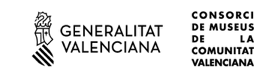 GENERALITAT
VALENCIANA
CONSORCI
DE MUSEUS
DE LA
COMUNITAT
VALENCIANA